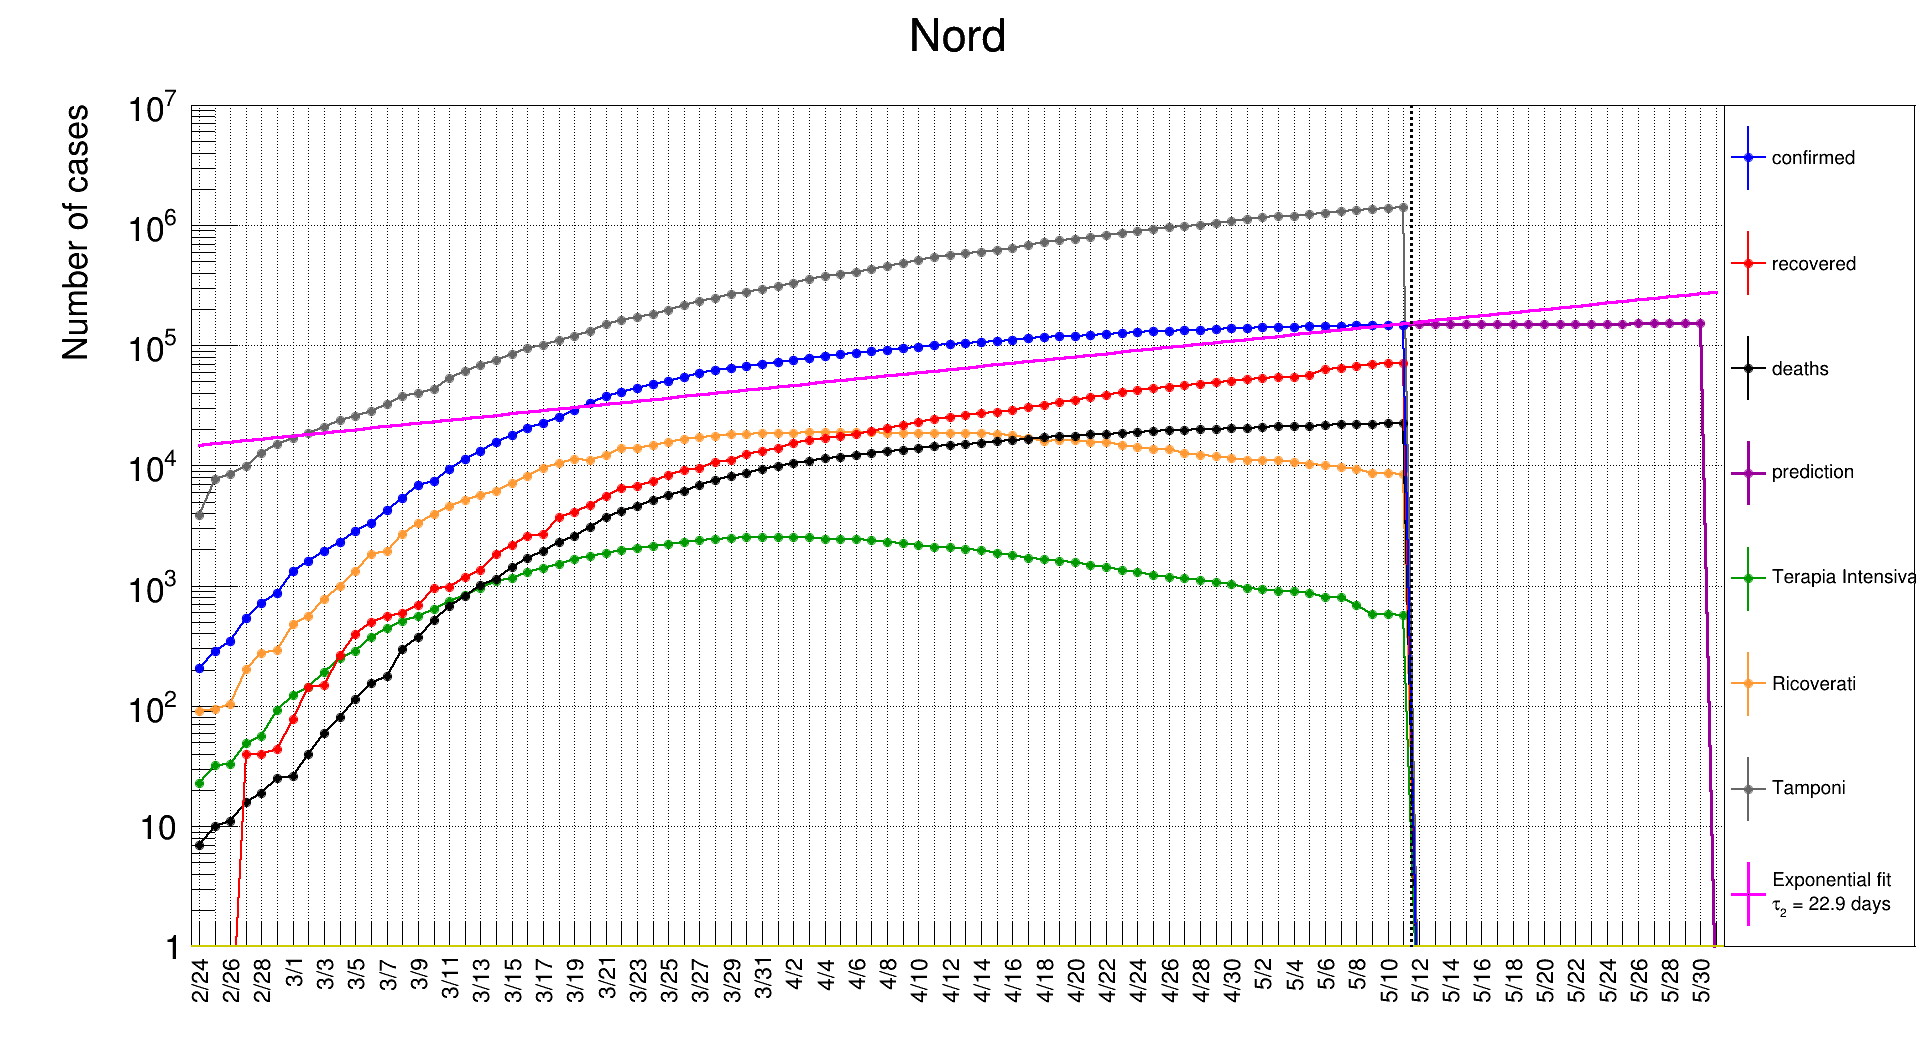 Nord
Number of cases
10^7
10^6
10^5
10^4
10^3
10^2
10
1
2/24 2/26 2/28 3/1 3/3 3/5 3/7 3/9 3/11 3/13 3/15 3/17 3/19 3/21 3/23 3/25 3/27 3/29 3/31 4/2 4/4 4/6 4/8 4/10 4/12 4/14 4/16 4/18 4/20 4/22 4/24 4/26 4/28 4/30 5/2 5/4 5/6 5/8 5/10 5/12 5/14 5/16 5/18 5/20 5/22 5/24 5/26 5/28 5/30
confirmed
recovered
deaths
prediction
Terapia Intensiva
Ricoverati
Tamponi
Exponential fit
τ_2 = 22.9 days